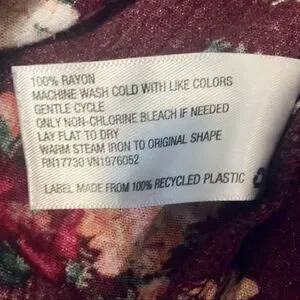 100% RAYON
MACHINE WASH COLD WITH LIKE COLORS
GENTLE CYCLE
ONLY NON-CHLORINE BLEACH IF NEEDED
LAY FLAT TO DRY
WARM STEAM IRON TO ORIGINAL SHAPE
RN17730 VN1976052
LABEL MADE FROM 100% RECYCLED PLASTIC